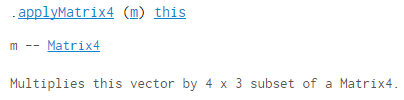 .applyMatrix4 (m) this
m -- Matrix4
Multiplies this vector by 4 x 3 subset of a Matrix4.